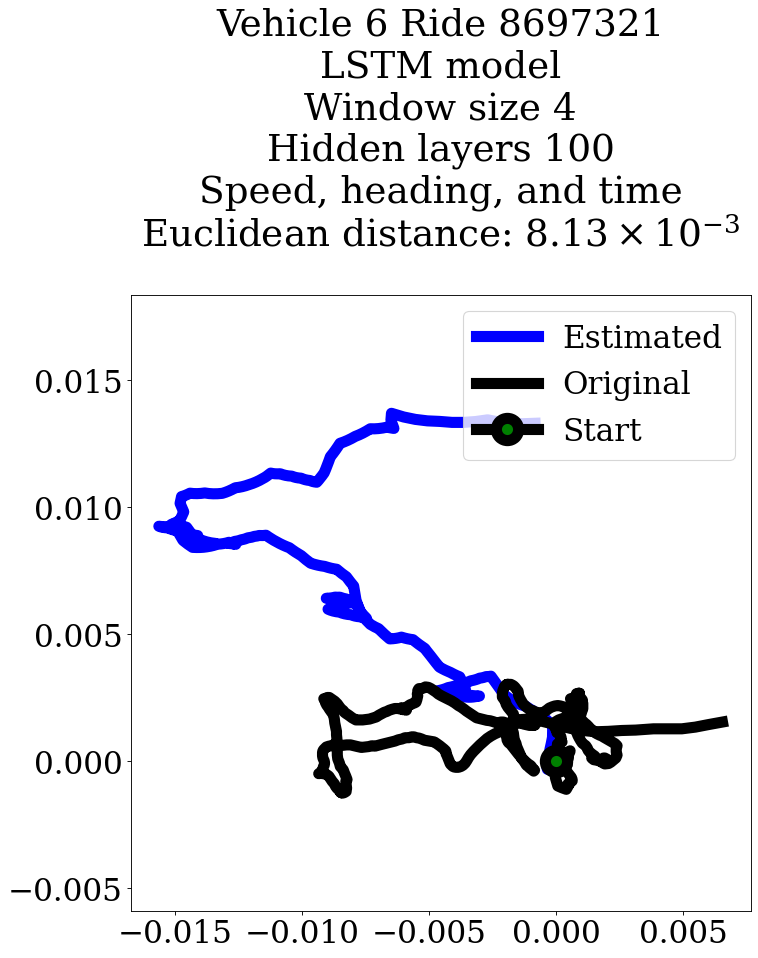 Vehicle 6 Ride 8697321
LSTM model
Window size 4
Hidden layers 100
Speed, heading, and time
Euclidean distance: 8.13 × 10⁻³
Estimated
Original
Start
0.015
0.010
0.005
0.000
−0.005
−0.015 −0.010 −0.005 0.000 0.005